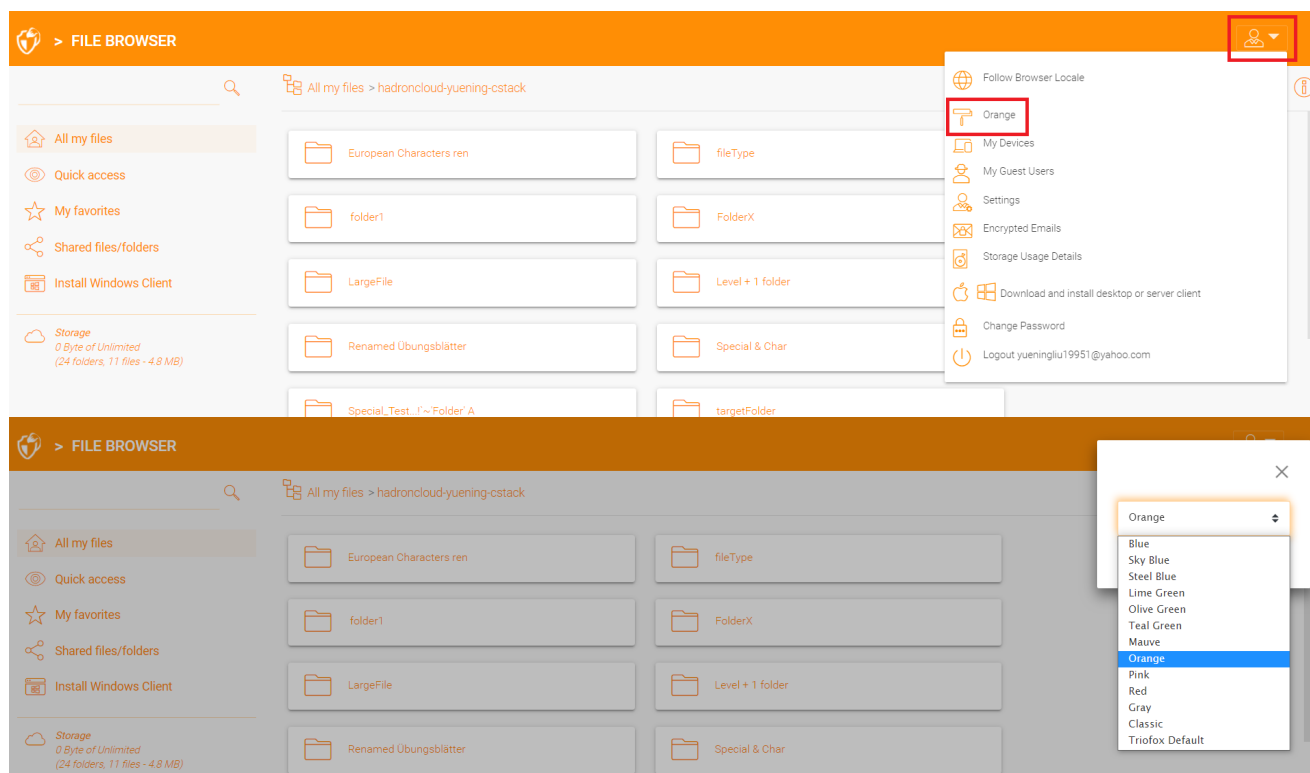 > FILE BROWSER
All my files > hadroncloud-yuening-cstack
All my files
Quick access
My favorites
Shared files/folders
Install Windows Client
Storage
0 Byte of Unlimited
(24 folders, 11 files - 4.8 MB)
European Characters ren
fileType
folder1
FolderX
LargeFile
Level + 1 folder
Renamed Übungsblätter
Special & Char
Special_Test...!`~'Folder' A
targetFolder
Follow Browser Locale
Orange
My Devices
My Guest Users
Settings
Encrypted Emails
Storage Usage Details
Download and install desktop or server client
Change Password
Logout yueningliu19951@yahoo.com
> FILE BROWSER
All my files > hadroncloud-yuening-cstack
All my files
Quick access
My favorites
Shared files/folders
Install Windows Client
Storage
0 Byte of Unlimited
(24 folders, 11 files - 4.8 MB)
European Characters ren
fileType
folder1
FolderX
LargeFile
Level + 1 folder
Renamed Übungsblätter
Special & Char
Orange
Blue
Sky Blue
Steel Blue
Lime Green
Olive Green
Teal Green
Mauve
Orange
Pink
Red
Gray
Classic
Triofox Default